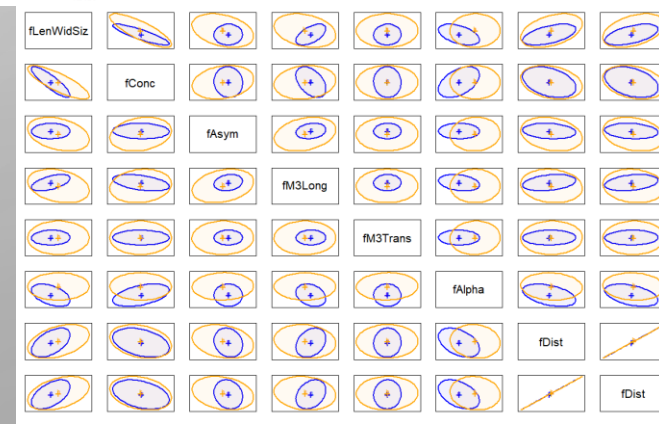 fLenWidSiz
fConc
fAsym
fM3Long
fM3Trans
fAlpha
fDist
fDist